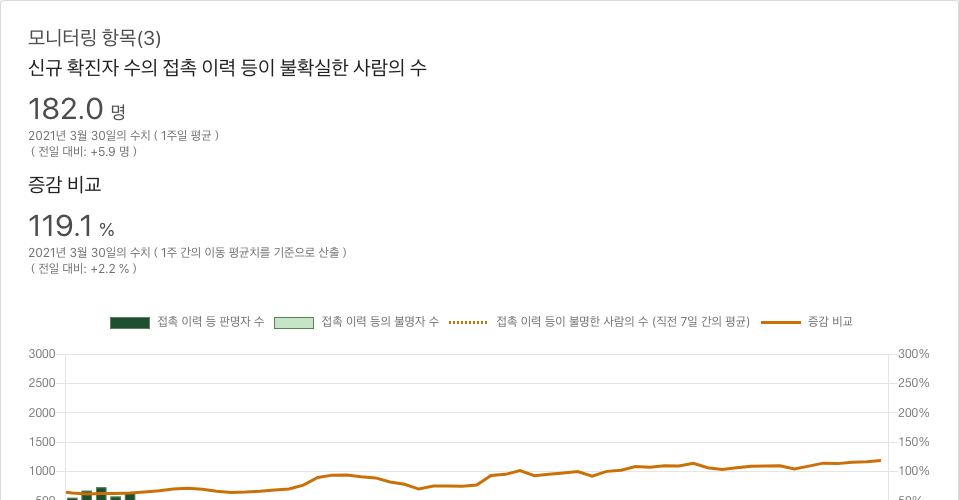 모니터링 항목(3)
신규 확진자 수의 접촉 이력 등이 불확실한 사람의 수
182.0 명
2021년 3월 30일의 수치 ( 1주일 평균 )
( 전일 대비: +5.9 명 )
증감 비교
119.1 %
2021년 3월 30일의 수치 ( 1주 간의 이동 평균치를 기준으로 산출 )
( 전일 대비: +2.2 % )
접촉 이력 등 판명자 수 접촉 이력 등의 불명자 수 접촉 이력 등이 불명한 사람의 수 (직전 7일 간의 평균) 증감 비교
3000 300%
2500 250%
2000 200%
1500 150%
1000 100%
500 50%